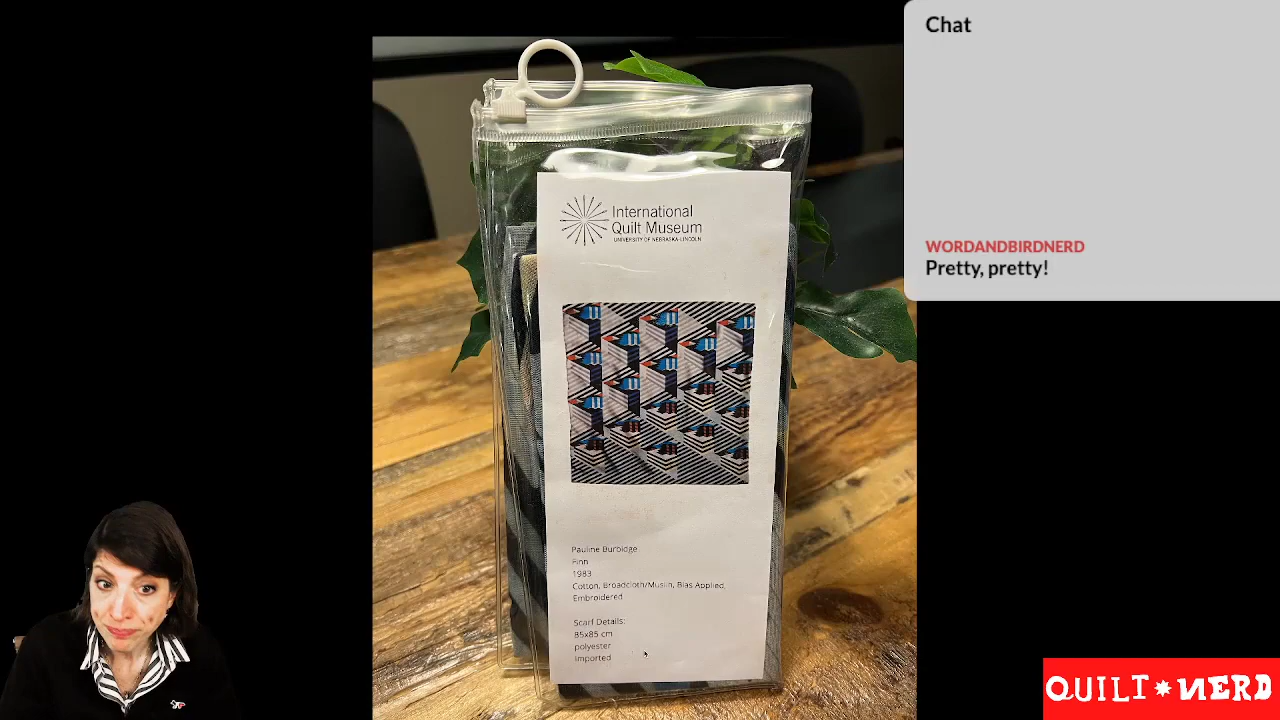 Chat
WORDANDBIRDNERD
Pretty, pretty!
International
Quilt Museum
UNIVERSITY OF NEBRASKA-LINCOLN
Pauline Burbidge
Finn
1983
Cotton, Broadcloth/Muslin, Bias Applied,
Embroidered
Scarf Details:
85x85 cm
polyester
imported
QUILT NERD